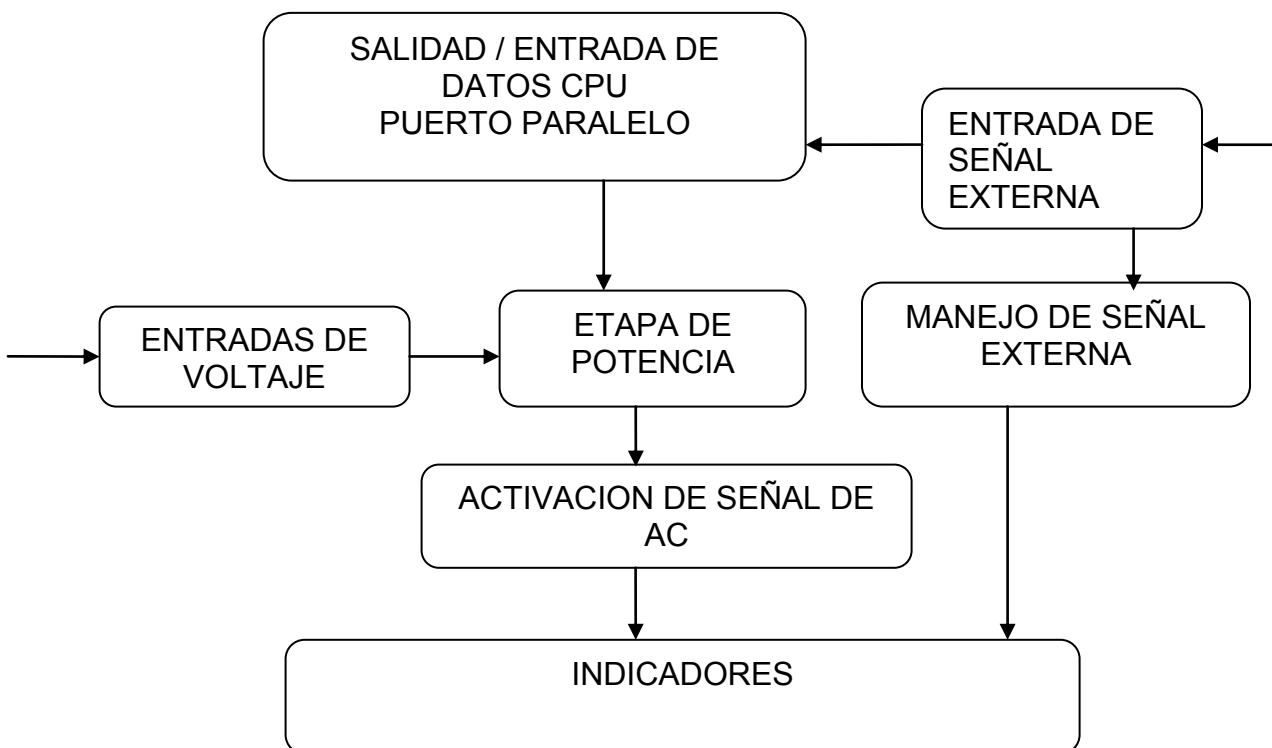 SALIDAD / ENTRADA DE
DATOS CPU
PUERTO PARALELO
ENTRADA DE
SEÑAL
EXTERNA
ENTRADAS DE
VOLTAJE
ETAPA DE
POTENCIA
MANEJO DE SEÑAL
EXTERNA
ACTIVACION DE SEÑAL DE
AC
INDICADORES